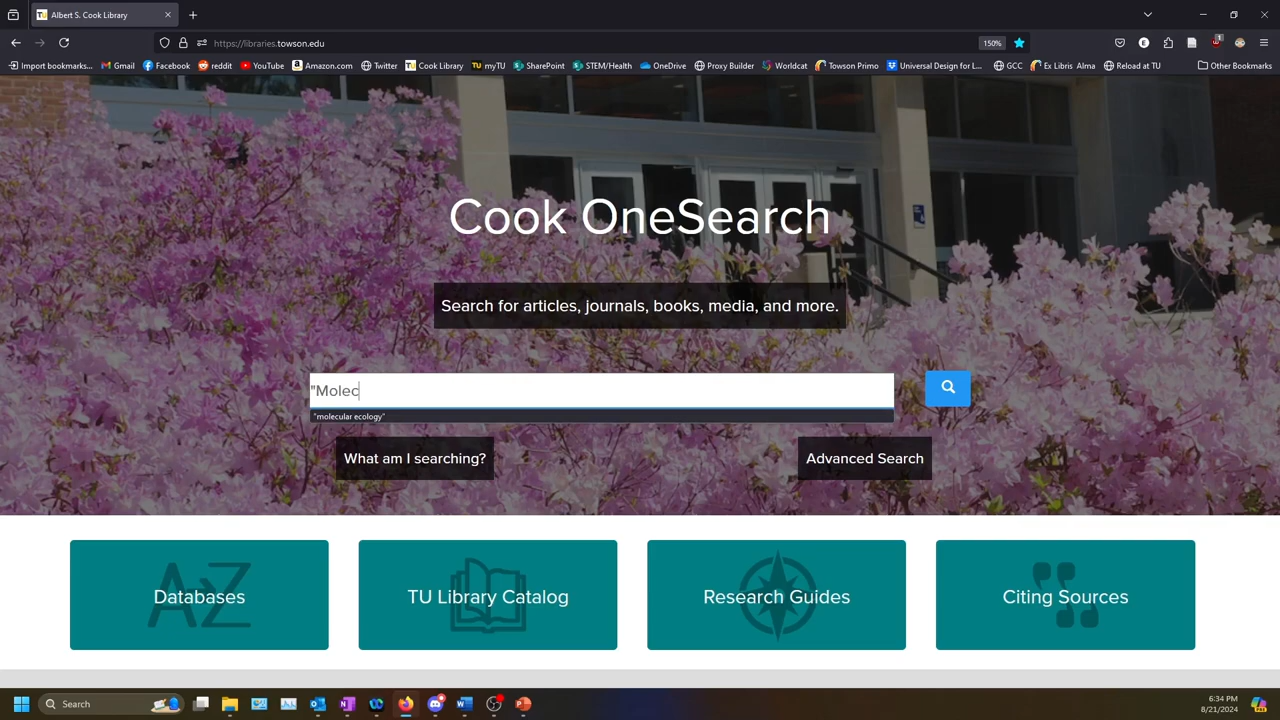 Albert S. Cook Library
https://libraries.towson.edu
150%
1
Import bookmarks...
Gmail
Facebook
reddit
YouTube
Amazon.com
Twitter
Cook Library
myTU
SharePoint
STEM/Health
OneDrive
Proxy Builder
Worldcat
Towson Primo
Universal Design for L...
GCC
Ex Libris Alma
Reload at TU
Other Bookmarks
Cook OneSearch
Search for articles, journals, books, media, and more.
"Molec
"molecular ecology"
What am I searching?
Advanced Search
Databases
TU Library Catalog
Research Guides
Citing Sources
Search
6:34 PM
8/21/2024